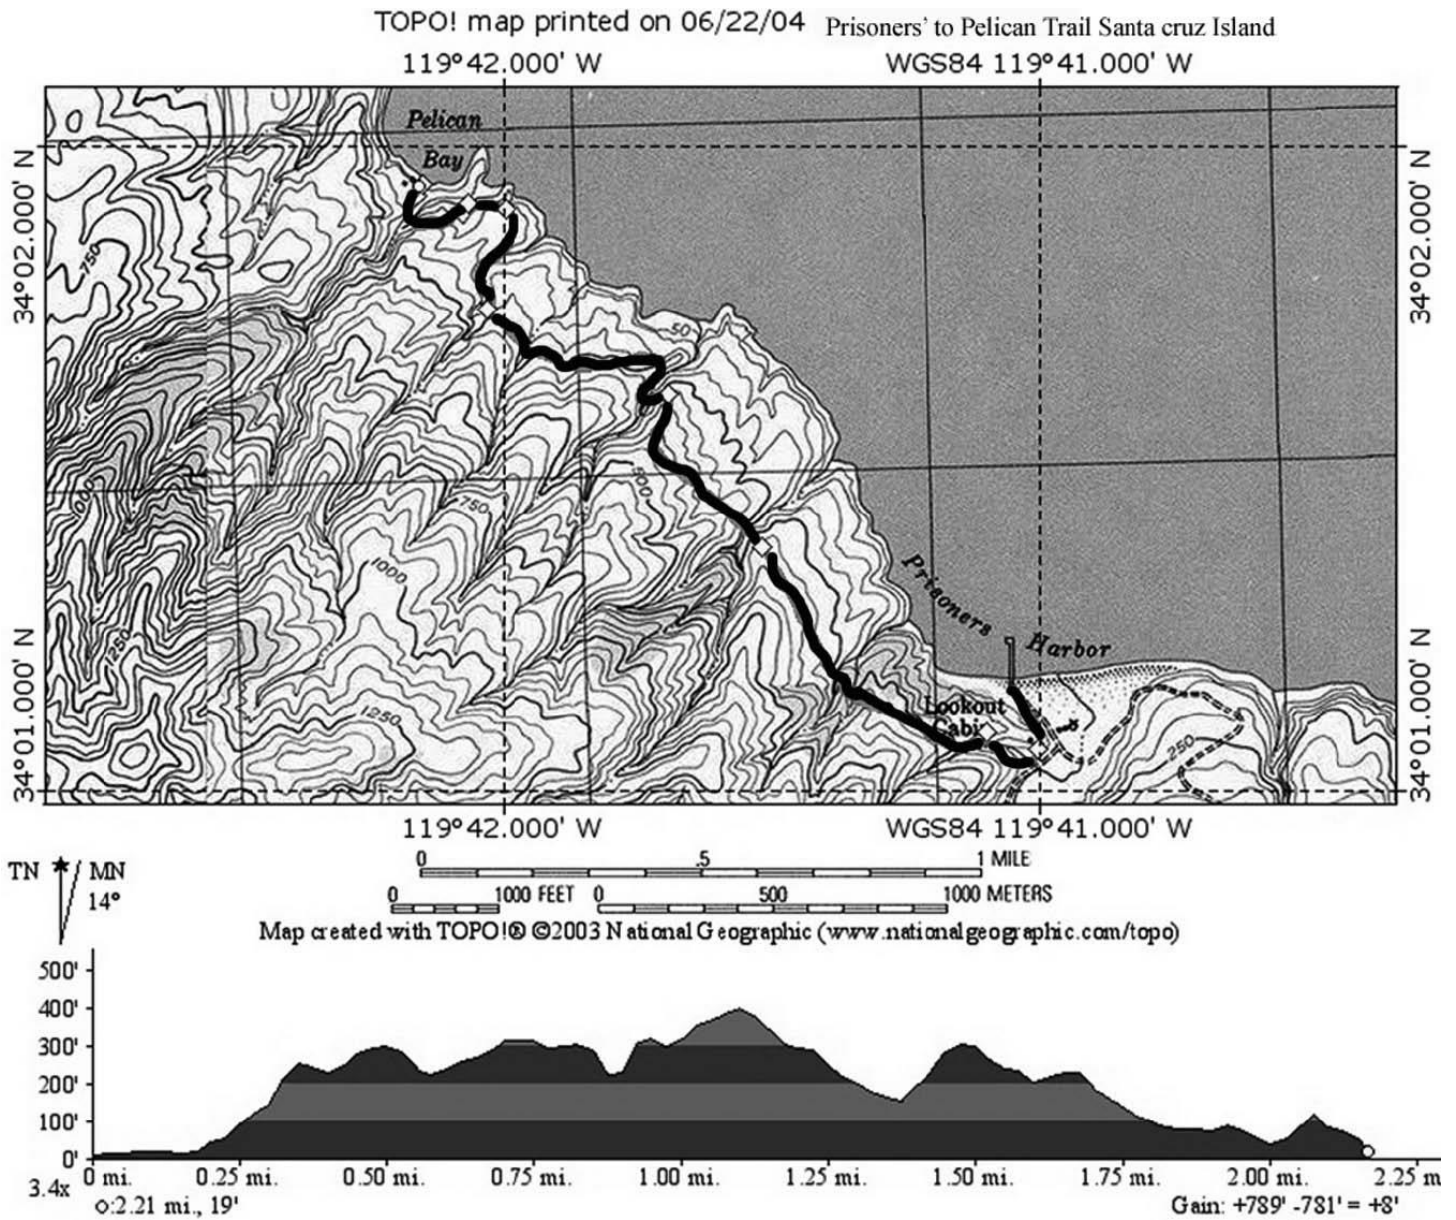 TOPO! map printed on 06/22/04 Prisoners’ to Pelican Trail Santa cruz Island
119°42.000' W WGS84 119°41.000' W
Pelican
Bay
34°02.000' N
34°02.000' N
750
50
500
750
1000
1250
1250
Prisoners Harbor
Lookout
250
34°01.000' N
34°01.000' N
119°42.000' W WGS84 119°41.000' W
TN MN
14°
0 .5 1 MILE
0 1000 FEET 0 500 1000 METERS
Map created with TOPO!® ©2003 National Geographic (www.nationalgeographic.com/topo)
500'
400'
300'
200'
100'
0'
3.4x
0 mi. 0.25 mi. 0.50 mi. 0.75 mi. 1.00 mi. 1.25 mi. 1.50 mi. 1.75 mi. 2.00 mi. 2.25 m
o:2.21 mi., 19'
Gain: +789' -781' = +8'